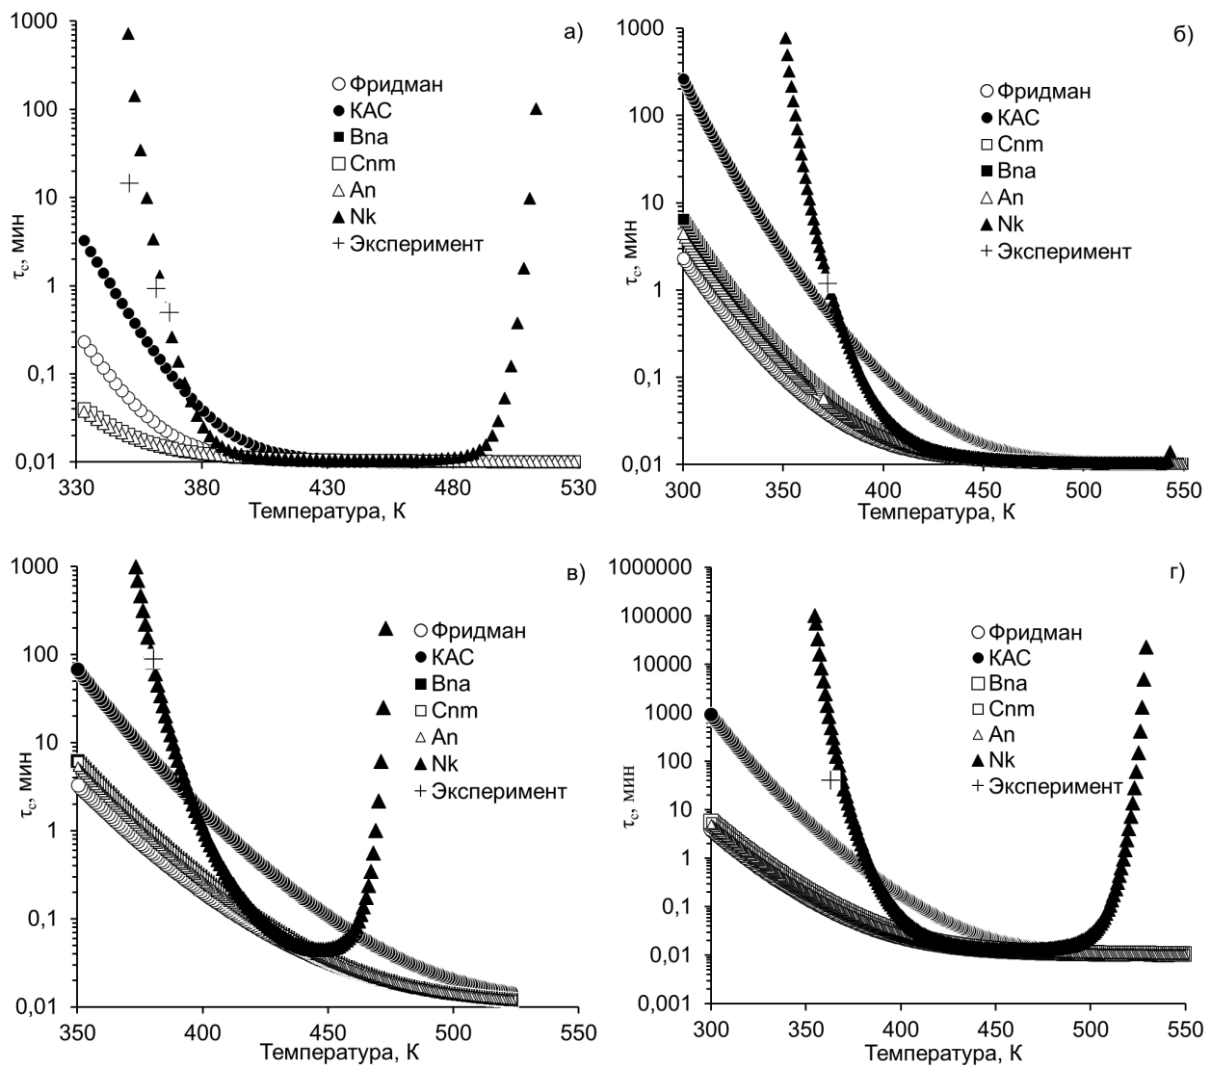 а)
1000
100
10
1
0,1
0,01
τc, мин
Фридман
КАС
Bna
Cnm
An
Nk
Эксперимент
330 380 430 480 530
Температура, К
б)
1000
100
10
1
0,1
0,01
τc, мин
Фридман
КАС
Cnm
Bna
An
Nk
Эксперимент
300 350 400 450 500 550
Температура, К
в)
1000
100
10
1
0,1
0,01
τc, мин
Фридман
КАС
Bna
Cnm
An
Nk
Эксперимент
350 400 450 500 550
Температура, К
г)
1000000
100000
10000
1000
100
10
1
0,1
0,01
0,001
τc, мин
Фридман
КАС
Bna
Cnm
An
Nk
Эксперимент
300 350 400 450 500 550
Температура, К